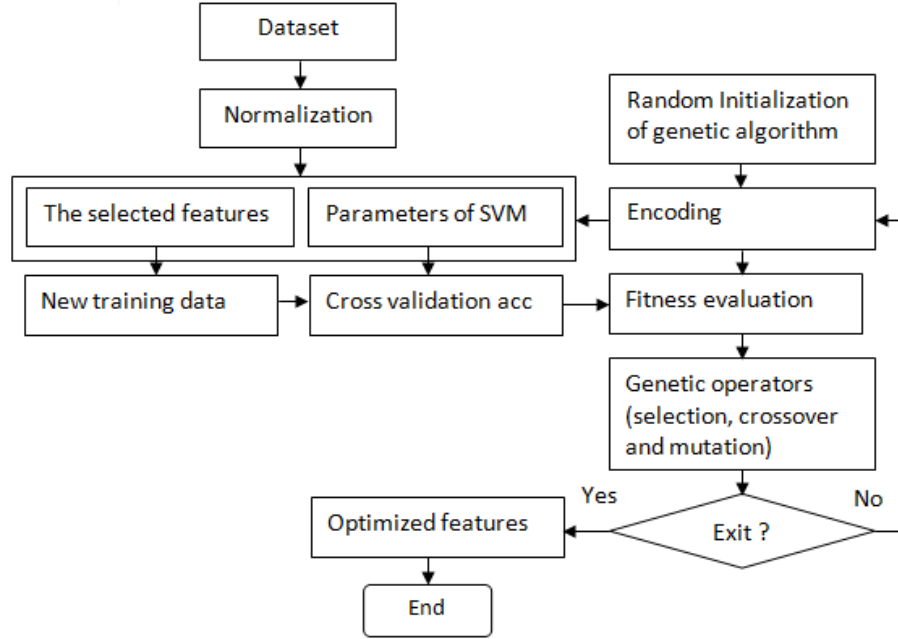 Dataset
Normalization
Random Initialization
of genetic algorithm
The selected features
Parameters of SVM
Encoding
New training data
Cross validation acc
Fitness evaluation
Genetic operators
(selection, crossover
and mutation)
Yes
No
Optimized features
Exit ?
End